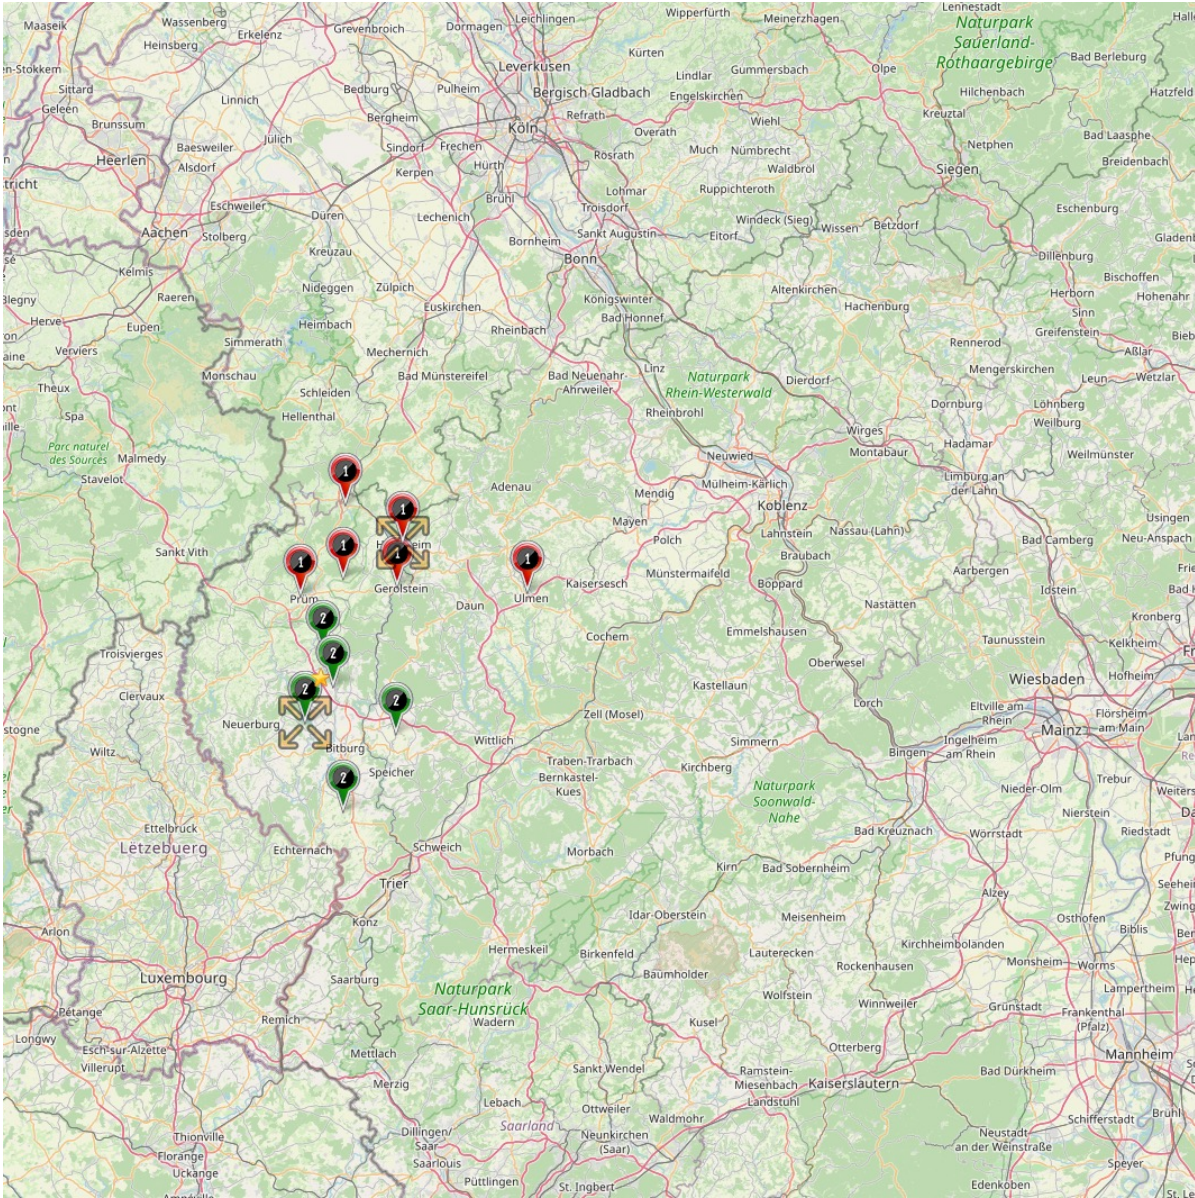 Maaseik
Wassenberg
Erkelenz
Grevenbroich
Dormagen
Leichlingen
Wipperfürth
Meinerzhagen
Lennestadt
Naturpark
Sauerland-
Rothaargebirge
Heinsberg
Leverkusen
Kürten
Bad Berleburg
en-Stokkem
Sittard
Geleen
Linnich
Bedburg
Pulheim
Bergisch Gladbach
Lindlar
Gummersbach
Olpe
Hilchenbach
Hatzfeld
Brunssum
Bergheim
Engelskirchen
Kreuztal
Refrath
Wiehl
Köln
Overath
Bad Laasphe
Heerlen
Baesweiler
Jülich
Sindorf
Frechen
Rosrath
Much
Nümbrecht
Netphen
Breidenbach
Alsdorf
Kerpen
Hürth
Waldbröl
Siegen
tricht
Eschweiler
Brühl
Lohmar
Ruppichteroth
Düren
Lechenich
Troisdorf
Windeck (Sieg)
Eschenburg
Aachen
Stolberg
Sankt Augustin
Eitorf
Wissen
Betzdorf
Kreuzau
Bornheim
Bonn
Dillenburg
Kelmis
Nideggen
Zülpich
Altenkirchen
Bischoffen
Blegny
Raeren
Euskirchen
Königswinter
Hachenburg
Herborn
Hohenahr
Herve
Eupen
Heimbach
Rheinbach
Bad Honnef
Sinn
Verviers
Simmerath
Mechernich
Rennerod
Greifenstein
Aßlar
Monschau
Bad Münstereifel
Bad Neuenahr-
Ahrweiler
Linz
Naturpark
Rhein-Westerwald
Dierdorf
Mengerskirchen
Leun
Wetzlar
Theux
Schleiden
Spa
Hellenthal
Rheinbrohl
Dornburg
Löhnberg
Weilburg
Parc naturel
des Sources
Malmedy
Stavelot
Wirges
Montabaur
Hadamar
Weilmünster
Neuwied
Adenau
Mendig
Mülheim-Kärlich
Limburg an
der Lahn
Koblenz
Usingen
Mayen
Lahnstein
Nassau (Lahn)
Neu-Anspach
Sankt Vith
Polch
Braubach
Bad Camberg
Prüm
Gerolstein
Ulmen
Kaisersesch
Münstermaifeld
Boppard
Aarbergen
Idstein
Daun
Nastätten
Kronberg
Cochem
Emmelshausen
Taunusstein
Kelkheim
Troisvierges
Oberwesel
Hofheim
Wiesbaden
Clervaux
Kastellaun
Lorch
Eltville am
Rhein
Flörsheim
am Main
Neuerburg
Zell (Mosel)
Mainz
Wiltz
Bitburg
Wittlich
Simmern
Ingelheim
am Rhein
Bingen
Speicher
Traben-Trarbach
Kirchberg
Trebur
Bernkastel-
Kues
Naturpark
Soonwald-
Nahe
Nieder-Olm
Nierstein
Ettelbruck
Lëtzebuerg
Echternach
Schweich
Morbach
Bad Kreuznach
Wörrstadt
Riedstadt
Trier
Kirn
Bad Sobernheim
Alzey
Konz
Idar-Oberstein
Meisenheim
Osthofen
Biblis
Arlon
Hermeskeil
Birkenfeld
Lauterecken
Kirchheimbolanden
Monsheim
Worms
Luxembourg
Saarburg
Baumholder
Rockenhausen
Lampertheim
Naturpark
Saar-Hunsrück
Wolfstein
Winnweiler
Grünstadt
Pétange
Remich
Wadern
Kusel
Frankenthal
(Pfalz)
Longwy
Esch-sur-Alzette
Villerupt
Mettlach
Sankt Wendel
Otterberg
Mannheim
Merzig
Ramstein-
Miesenbach
Kaiserslautern
Bad Dürkheim
Lebach
Landstuhl
Ottweiler
Waldmohr
Schifferstadt
Brühl
Thionville
Dillingen/
Saar
Saarland
Neunkirchen
(Saar)
Neustadt
an der Weinstraße
Florange
Uckange
Saarlouis
Speyer
Püttlingen
St. Ingbert
Edenkoben
1
1
1
1
1
1
2
2
2
2
2